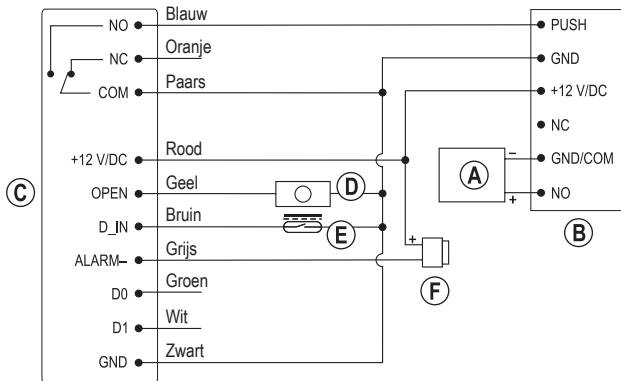 NO Blauw PUSH
NC Oranje GND
COM Paars +12 V/DC
NC
+12 V/DC Rood GND/COM
A − +
C OPEN Geel D NO
B
D_IN Bruin E
ALARM− Grijs + F
D0 Groen
D1 Wit
GND Zwart